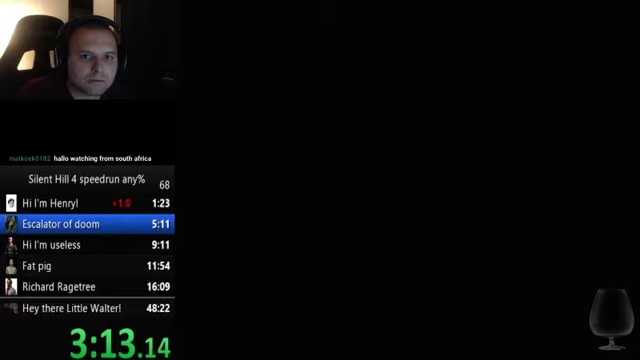 matkoek0182 hallo watching from south africa
Silent Hill 4 speedrun any%
68
Hi I'm Henry! +1.0 1:23
Escalator of doom 5:11
Hi I'm useless 9:11
Fat pig 11:54
Richard Ragetree 16:09
Hey there Little Walter! 48:22
3:13.14